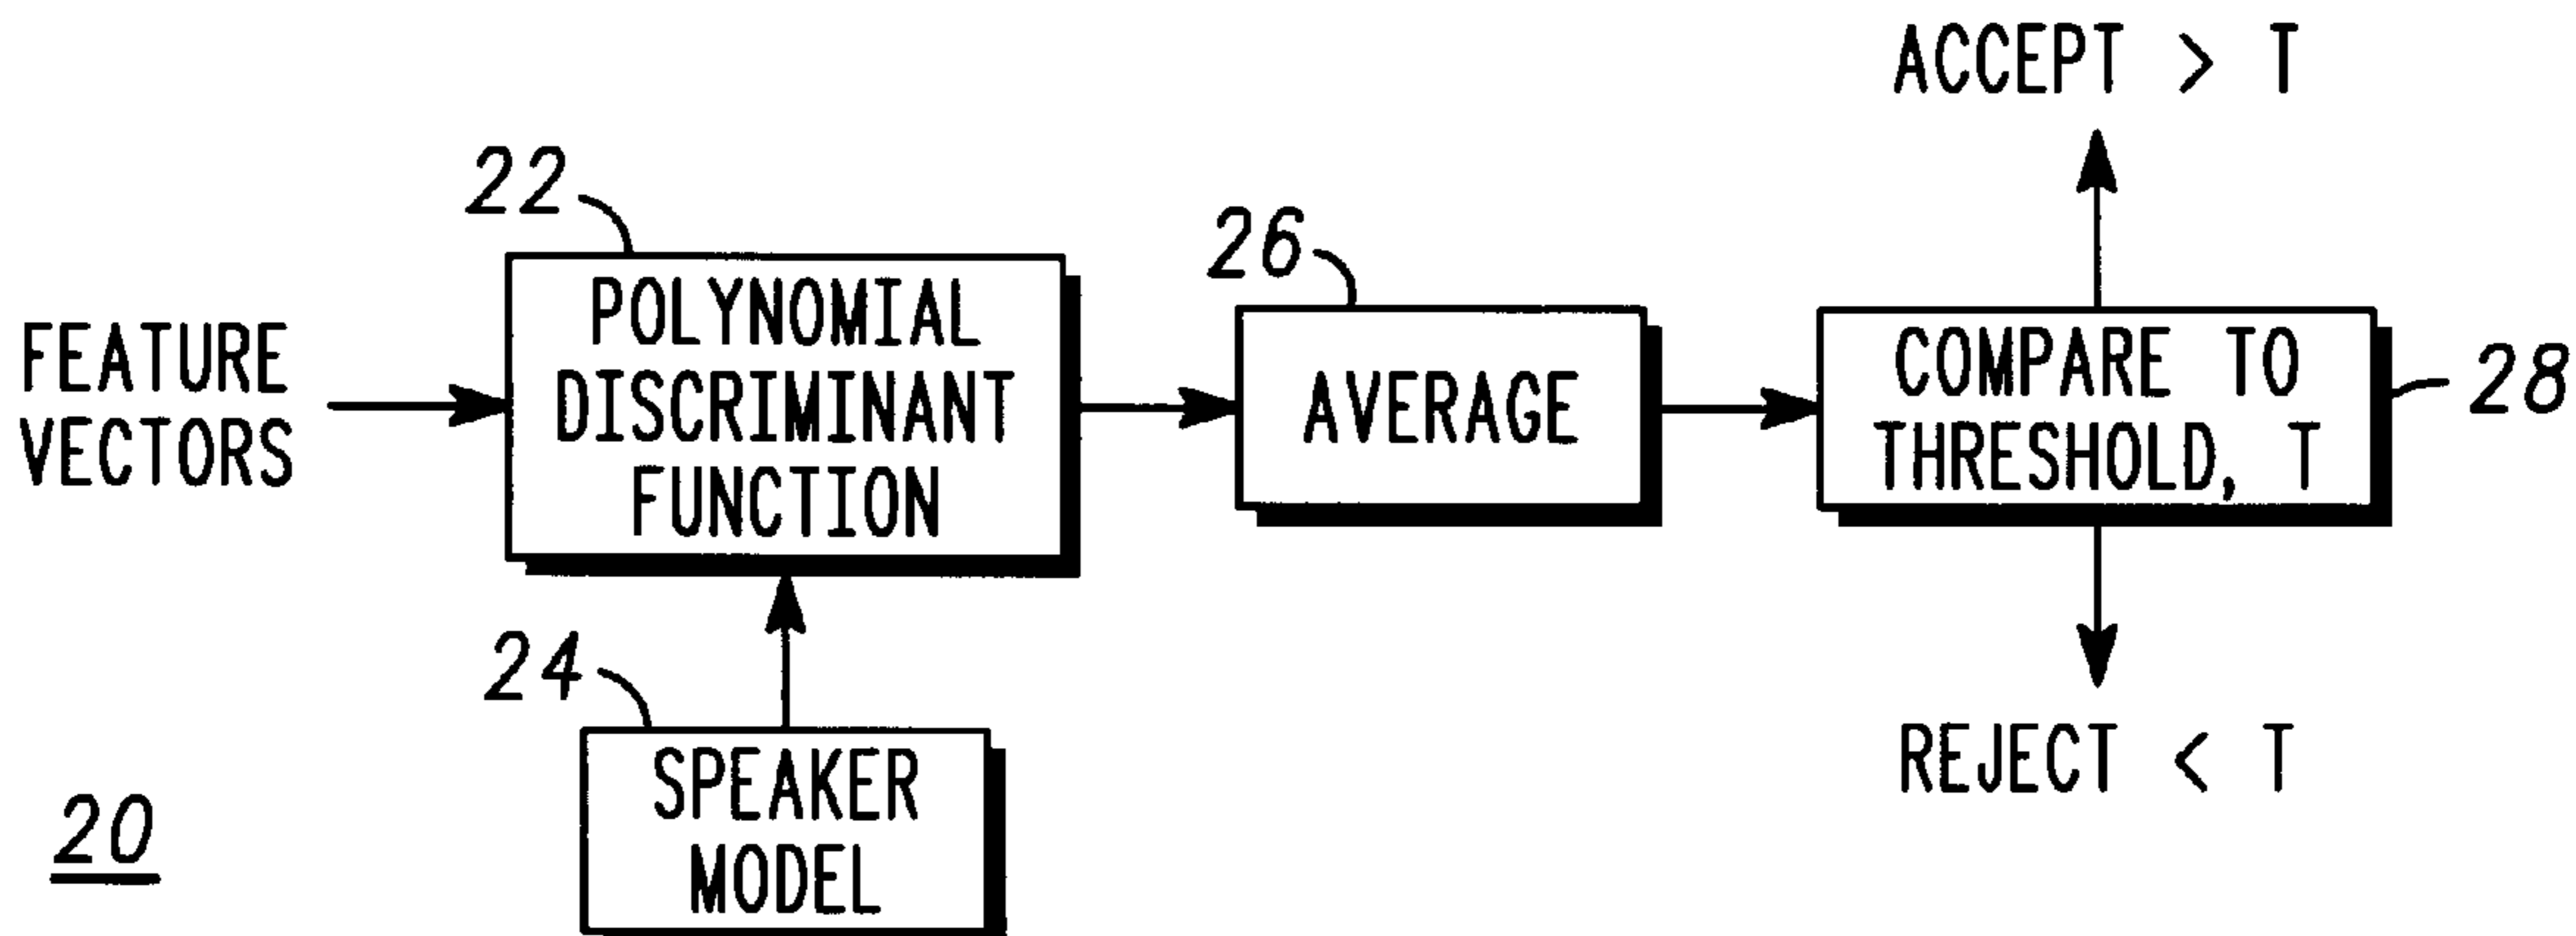 ACCEPT > T
22
26
POLYNOMIAL
DISCRIMINANT
FUNCTION
FEATURE
VECTORS
AVERAGE
COMPARE TO
THRESHOLD, T
28
24
SPEAKER
MODEL
REJECT < T
20